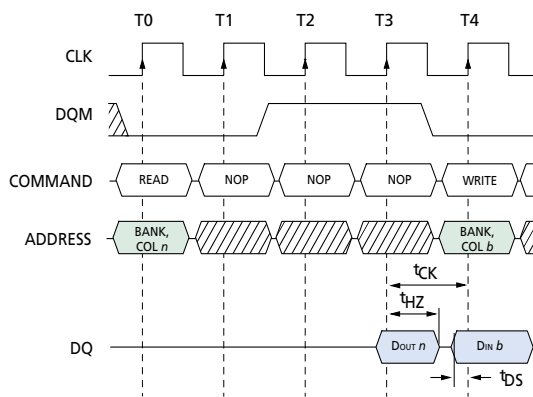 T0 T1 T2 T3 T4
CLK
DQM
COMMAND READ NOP NOP NOP WRITE
ADDRESS BANK, COL n BANK, COL b
tCK
tHZ
DQ DOUT n DIN b
tDS